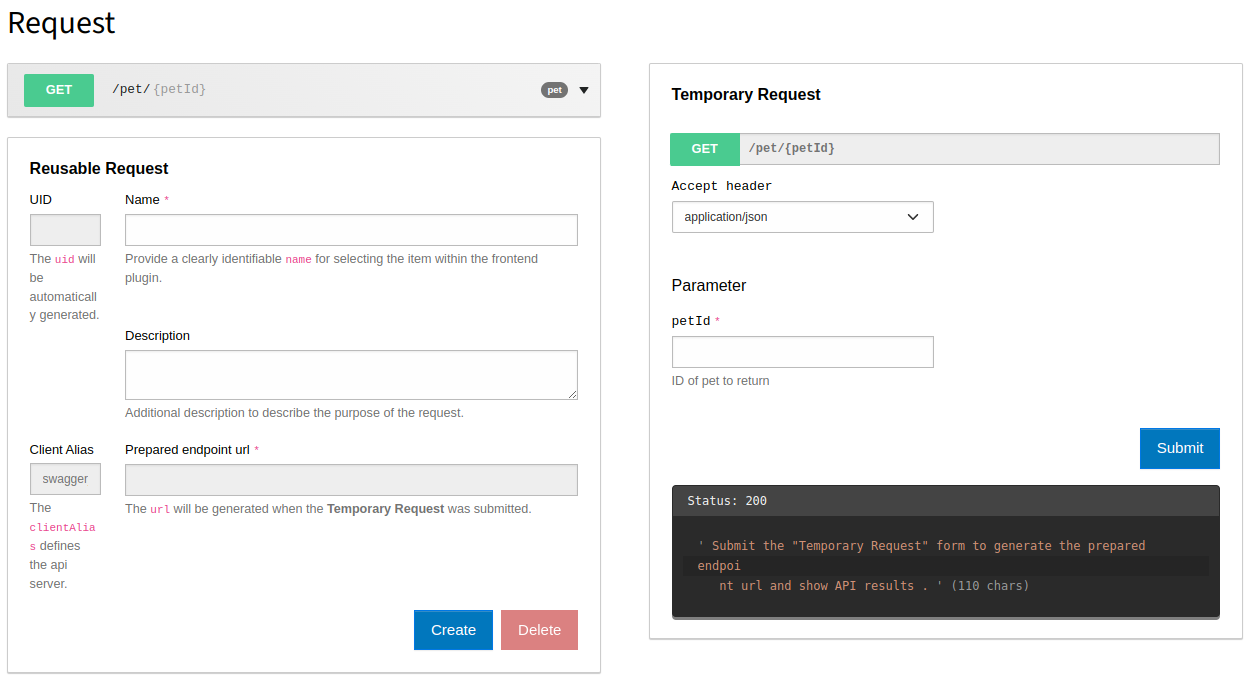 Request
GET /pet/ {petId} pet
Reusable Request
UID
The uid will
be
automaticall
y generated.
Name *
Provide a clearly identifiable name for selecting the item within the frontend
plugin.
Description
Additional description to describe the purpose of the request.
Client Alias
swagger
The
clientAlia
s defines
the api
server.
Prepared endpoint url *
The url will be generated when the Temporary Request was submitted.
Create Delete
Temporary Request
GET /pet/{petId}
Accept header
application/json
Parameter
petId *
ID of pet to return
Submit
Status: 200
' Submit the "Temporary Request" form to generate the prepared
endpoi
nt url and show API results . ' (110 chars)